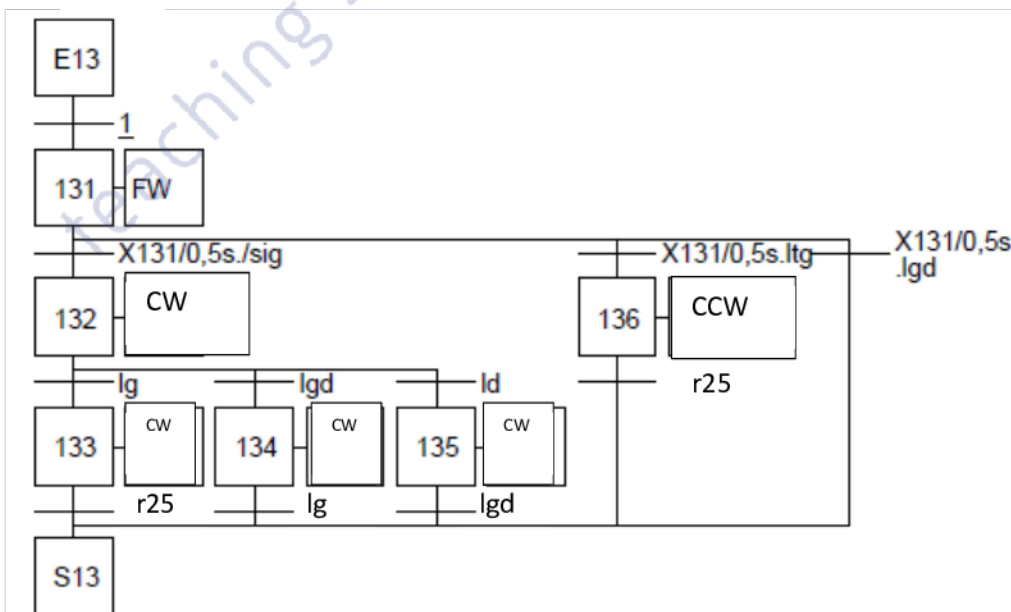 teaching
E13
1
131
FW
X131/0,5s./sig
X131/0,5s.ltg
X131/0,5s
.lgd
132
CW
136
CCW
lg
lgd
ld
r25
133
CW
134
CW
135
CW
r25
lg
lgd
S13